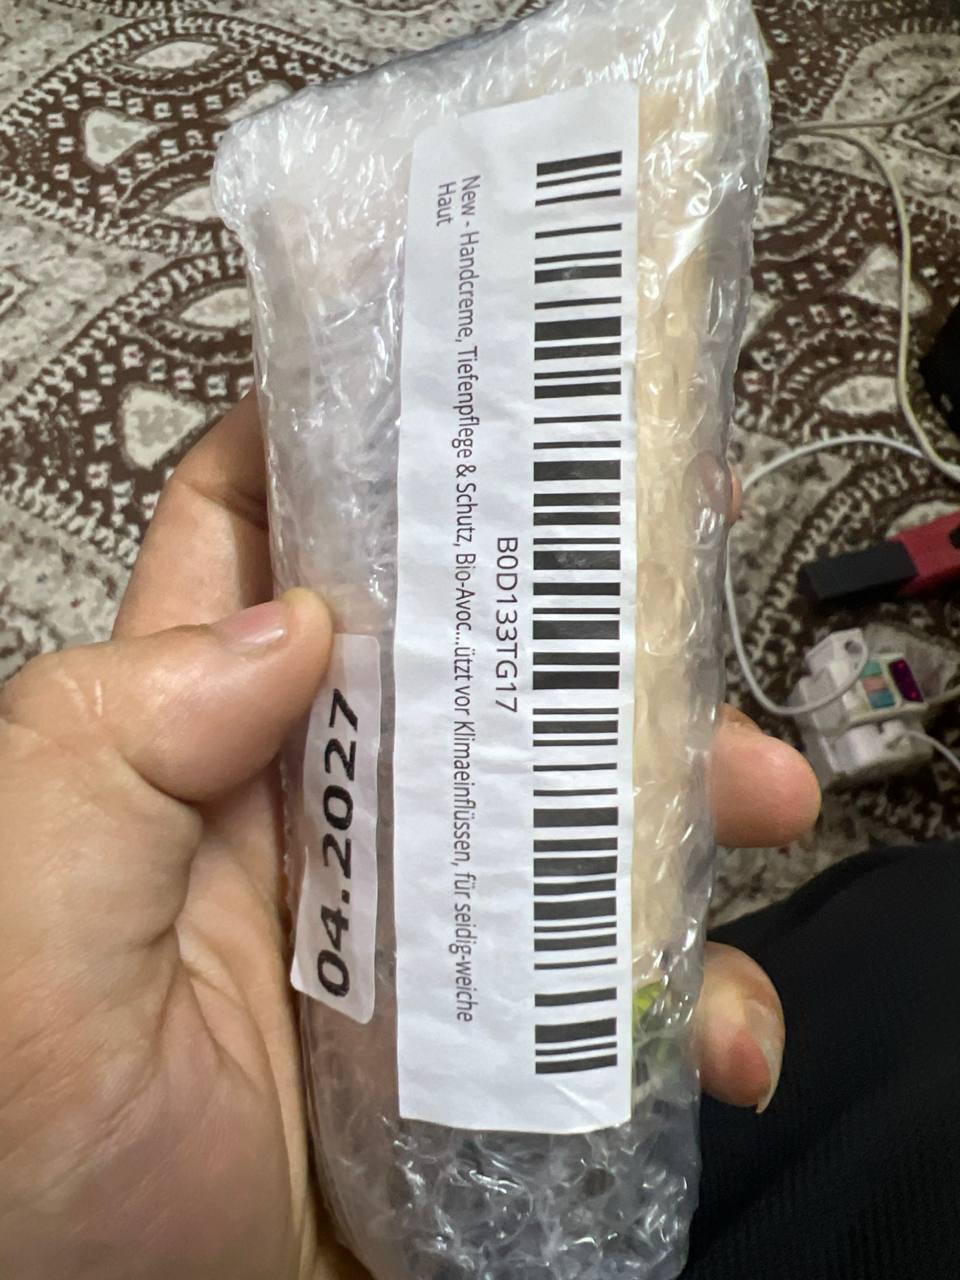 B0D133TG17
New - Handcreme, Tiefenpflege & Schutz, Bio-Avoc...ützt vor Klimaeinflüssen, für seidig-weiche
Haut
04.2027